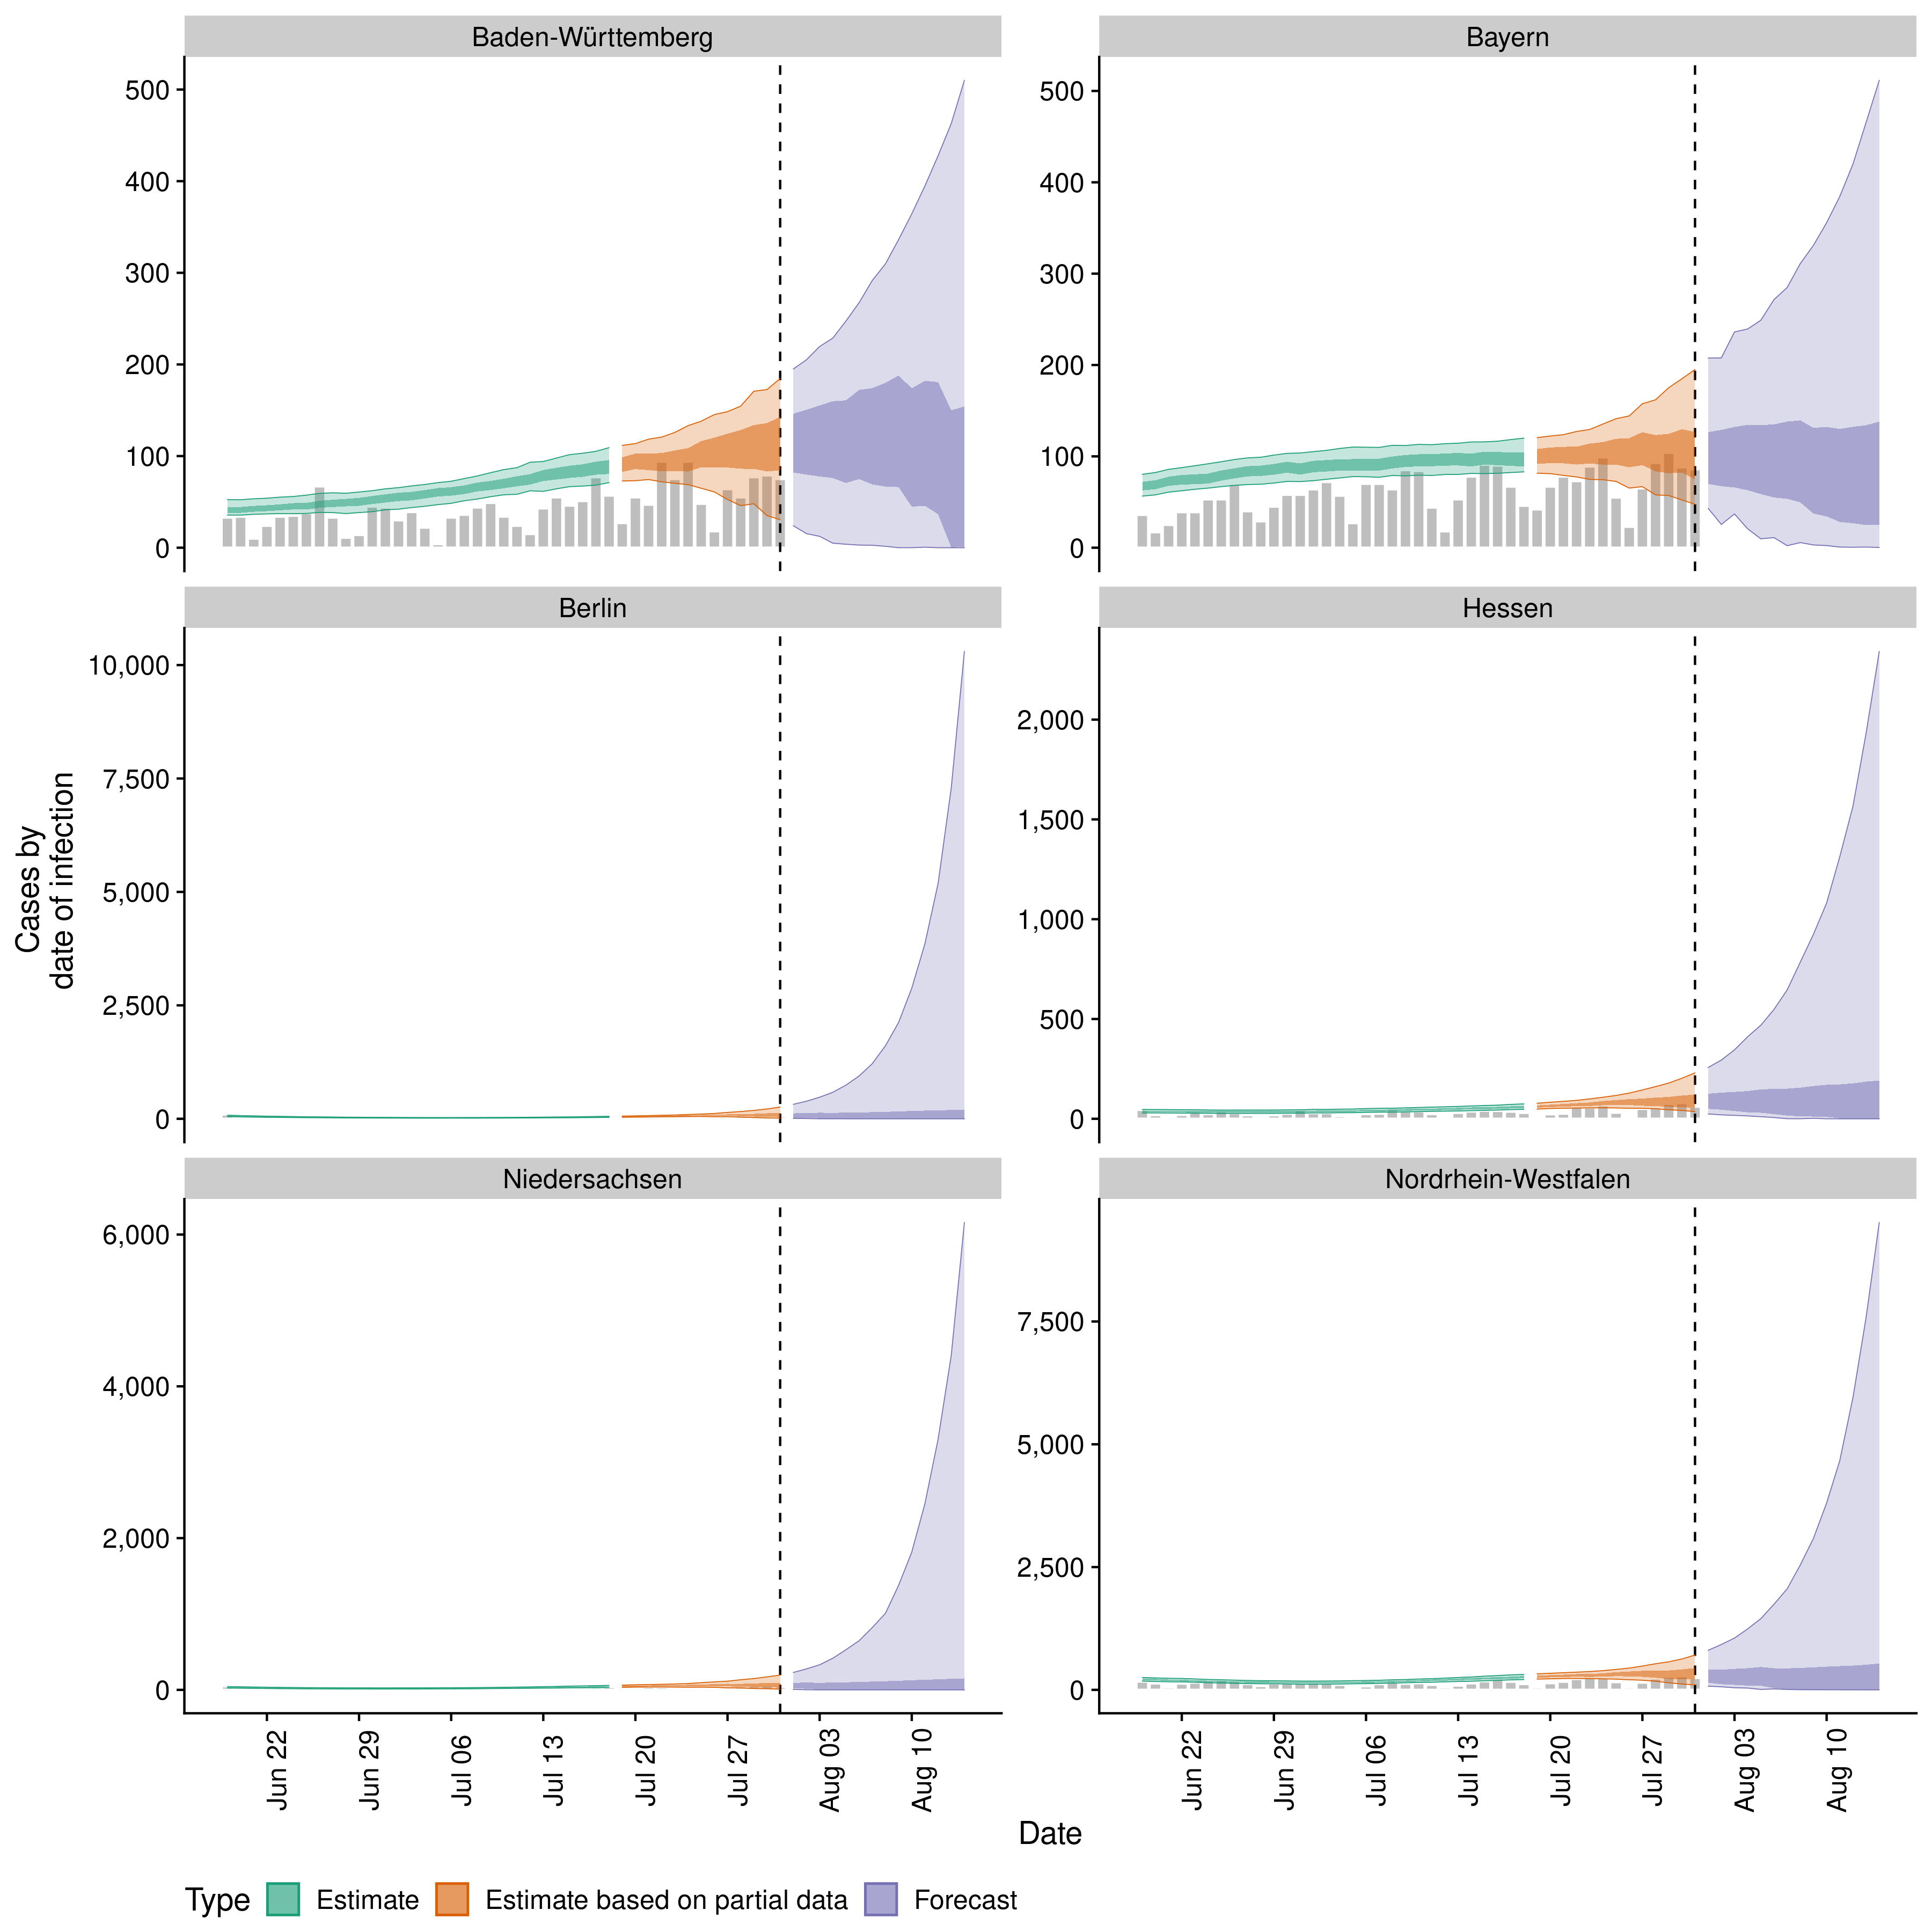 Baden-Württemberg
Bayern
500
400
300
200
100
0
500
400
300
200
100
0
Berlin
Hessen
10,000
7,500
5,000
2,500
0
2,000
1,500
1,000
500
0
Niedersachsen
Nordrhein-Westfalen
6,000
4,000
2,000
0
7,500
5,000
2,500
0
Cases by
date of infection
Jun 22
Jun 29
Jul 06
Jul 13
Jul 20
Jul 27
Aug 03
Aug 10
Jun 22
Jun 29
Jul 06
Jul 13
Jul 20
Jul 27
Aug 03
Aug 10
Date
Type Estimate Estimate based on partial data Forecast